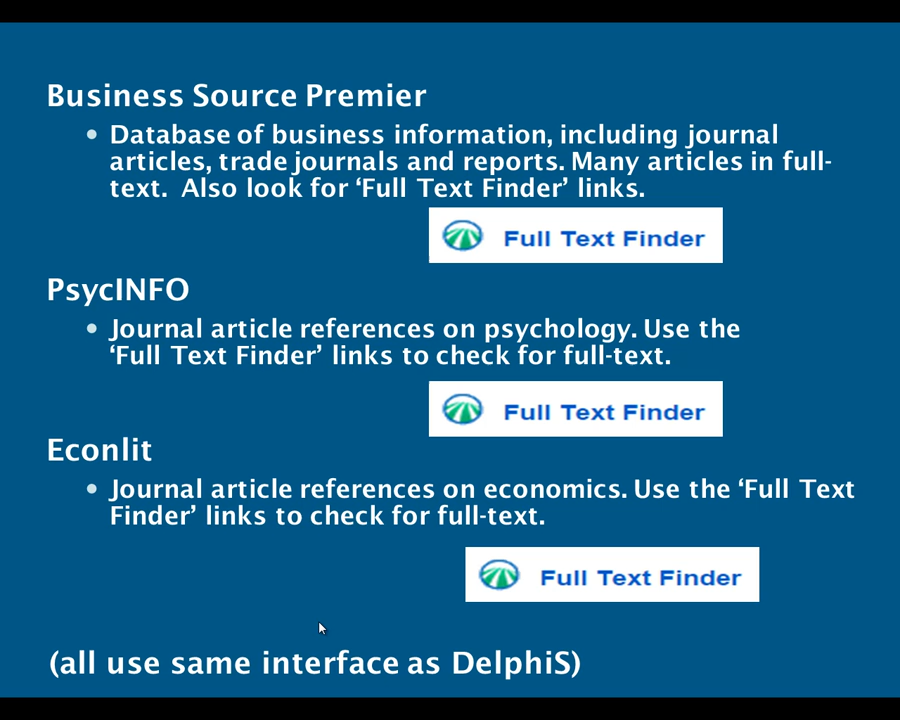 Business Source Premier
• Database of business information, including journal
articles, trade journals and reports. Many articles in full-
text.  Also look for ‘Full Text Finder’ links.
Full Text Finder
PsycINFO
• Journal article references on psychology. Use the
‘Full Text Finder’ links to check for full-text.
Full Text Finder
Econlit
• Journal article references on economics. Use the ‘Full Text
Finder’ links to check for full-text.
Full Text Finder
(all use same interface as DelphiS)